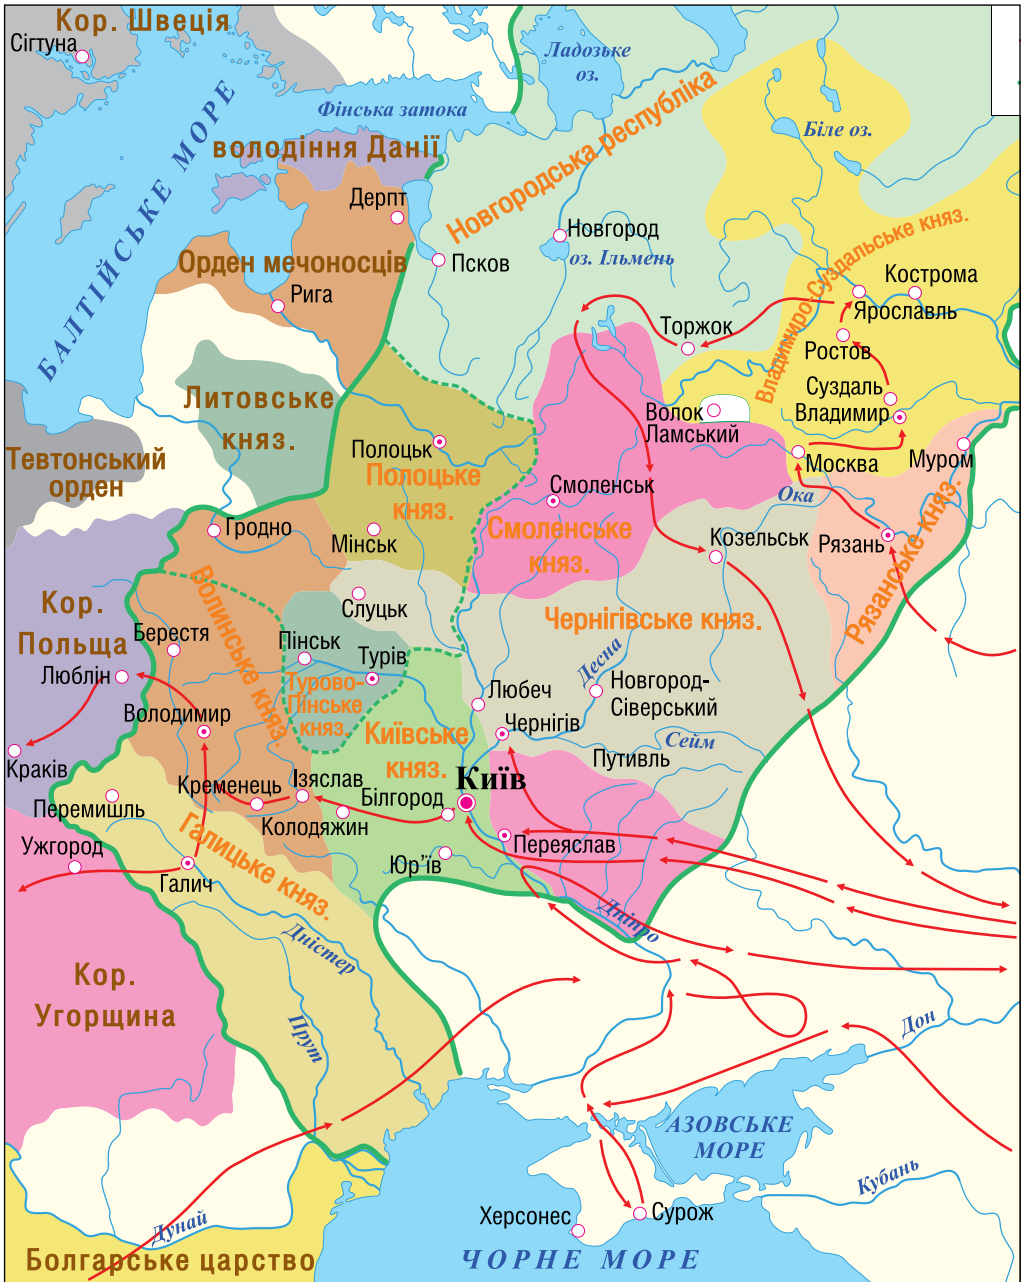 Кор. Швеція
Сігтуна
Ладозьке
оз.
БАЛТІЙСЬКЕ МОРЕ
Фінська затока
Біле оз.
володіння Данії
Новгородська республіка
Дерпт
Новгород
оз. Ільмень
Псков
Орден мечоносців
Рига
Владимиро-Суздальське княз.
Кострома
Ярославль
Торжок
Ростов
Суздаль
Владимир
Литовське
княз.
Волок
Ламський
Полоцьк
Полоцьке
княз.
Тевтонський
орден
Москва
Муром
Смоленськ
Ока
Смоленське
княз.
Гродно
Мінськ
Козельськ
Рязань
Рязанське княз.
Волинське княз.
Слуцьк
Кор.
Польща
Чернігівське княз.
Берестя
Пінськ
Турів
Люблін
Турово-
Пінське
княз.
Десна
Новгород-
Сіверський
Любеч
Володимир
Київське
княз.
Чернігів
Сейм
Путивль
Краків
Київ
Кременець
Ізяслав
Перемишль
Білгород
Колодяжин
Переяслав
Ужгород
Галицьке княз.
Юр’їв
Галич
Дніпро
Дністер
Кор.
Угорщина
Прут
Дон
АЗОВСЬКЕ
МОРЕ
Кубань
Дунай
Херсонес
Сурож
Болгарське царство
ЧОРНЕ МОРЕ